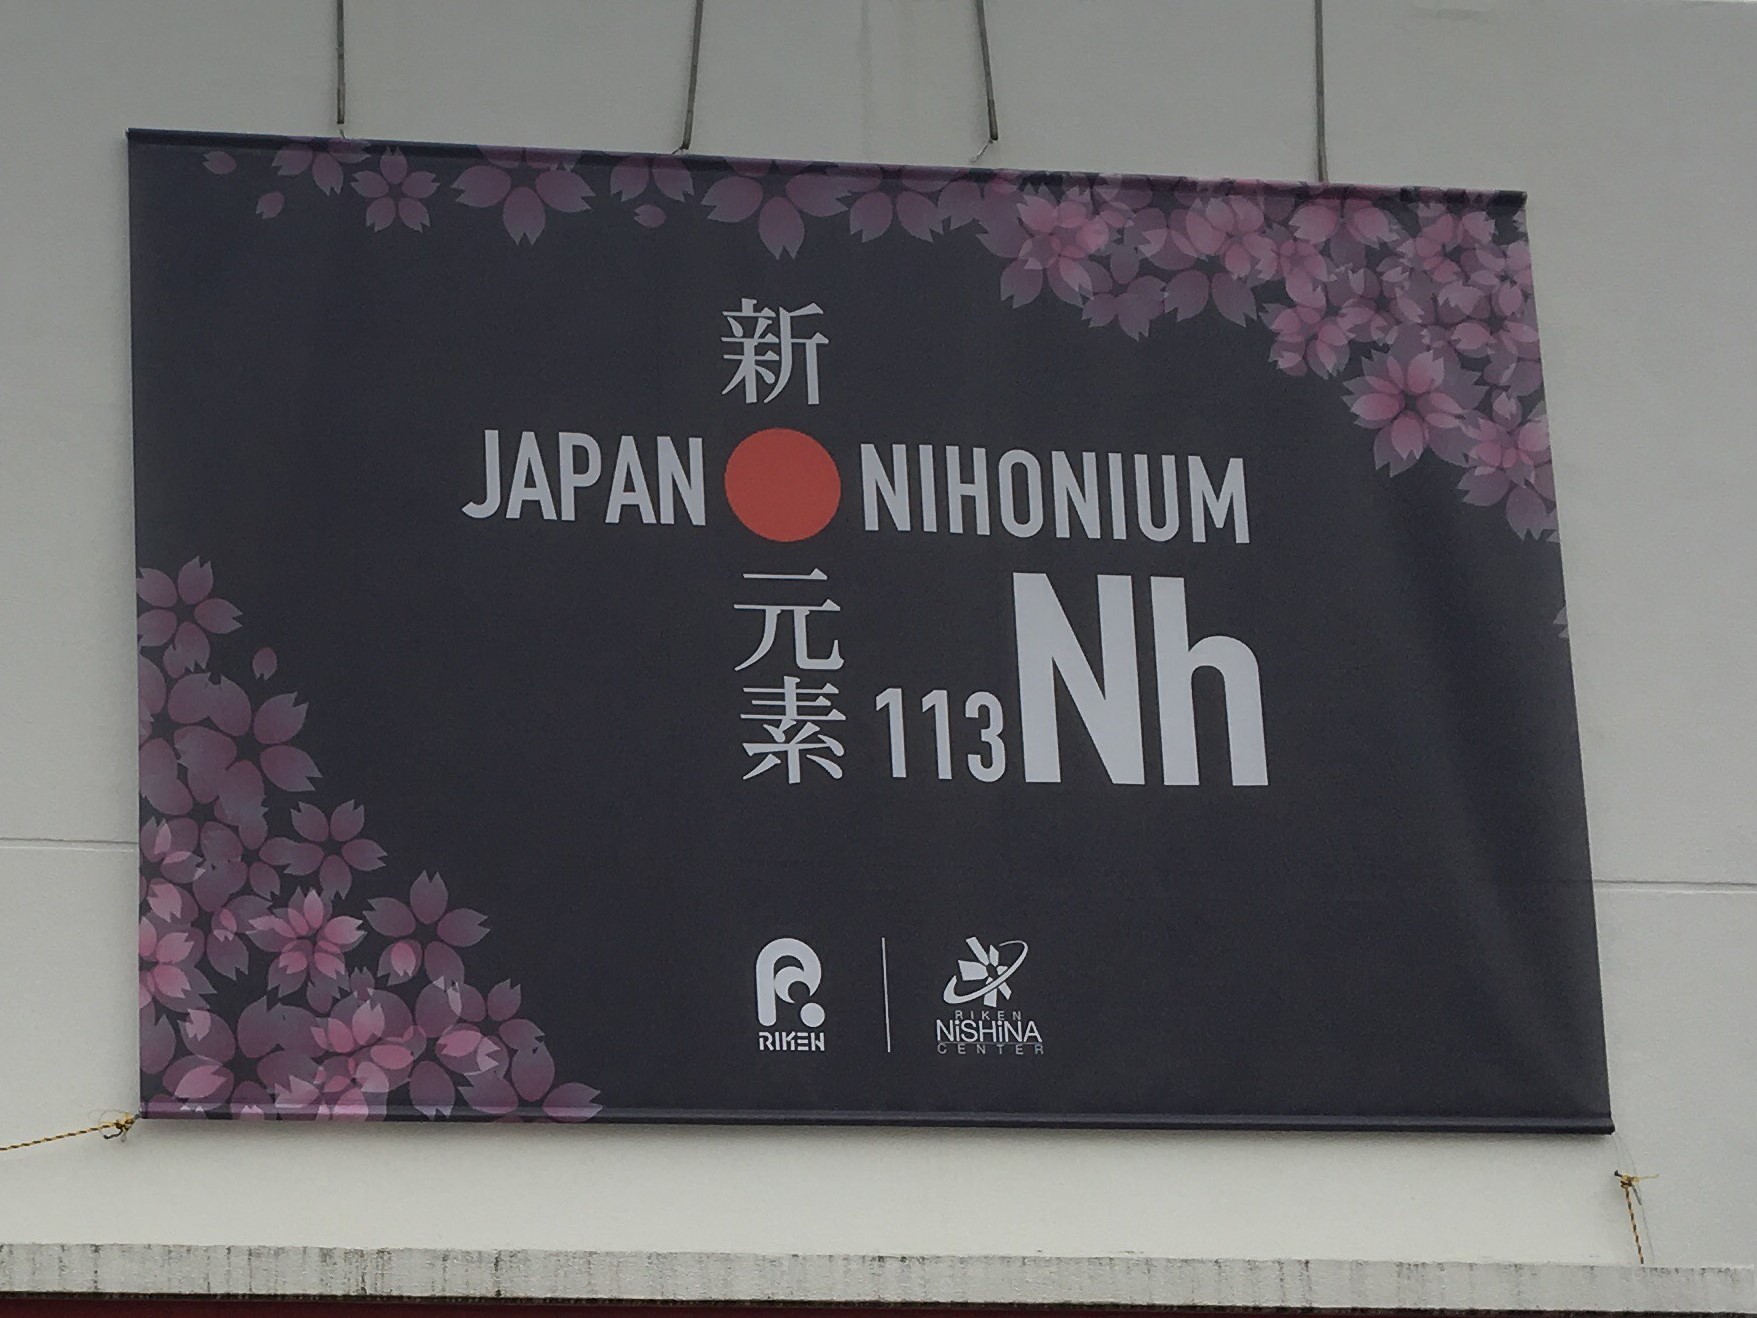 新
JAPAN NIHONIUM
元
素
113Nh
RIKEN
RIKEN
NiSHiNA
CENTER